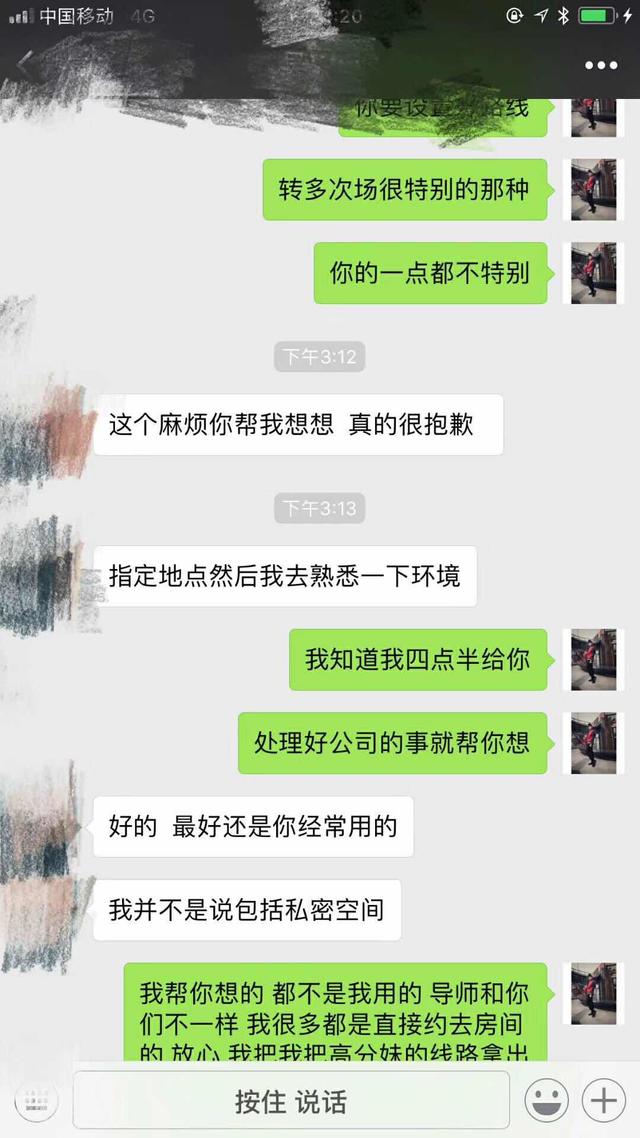 中国移动 4G
:20
你要设置
线
转多次场很特别的那种
你的一点都不特别
下午3:12
这个麻烦你帮我想想 真的很抱歉
下午3:13
指定地点然后我去熟悉一下环境
我知道我四点半给你
处理好公司的事就帮你想
好的 最好还是你经常用的
我并不是说包括私密空间
我帮你想的 都不是我用的 导师和你
们不一样 我很多都是直接约去房间
的 放心 我把我把高分妹的线路拿出
按住 说话